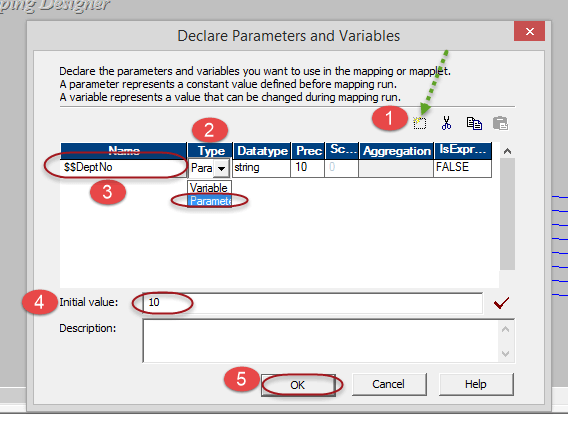 ping Designer
Declare Parameters and Variables
x
Declare the parameters and variables you want to use in the mapping or mapplet.
A parameter represents a constant value defined before mapping run.
A variable represents a value that can be changed during mapping run.
1
2
Name Type Datatype Prec Sc... Aggregation IsExpr...
$$DeptNo Para string 10 0 FALSE
Variable
3 Paramete
4 Initial value: 10
Description:
5 OK Cancel Help